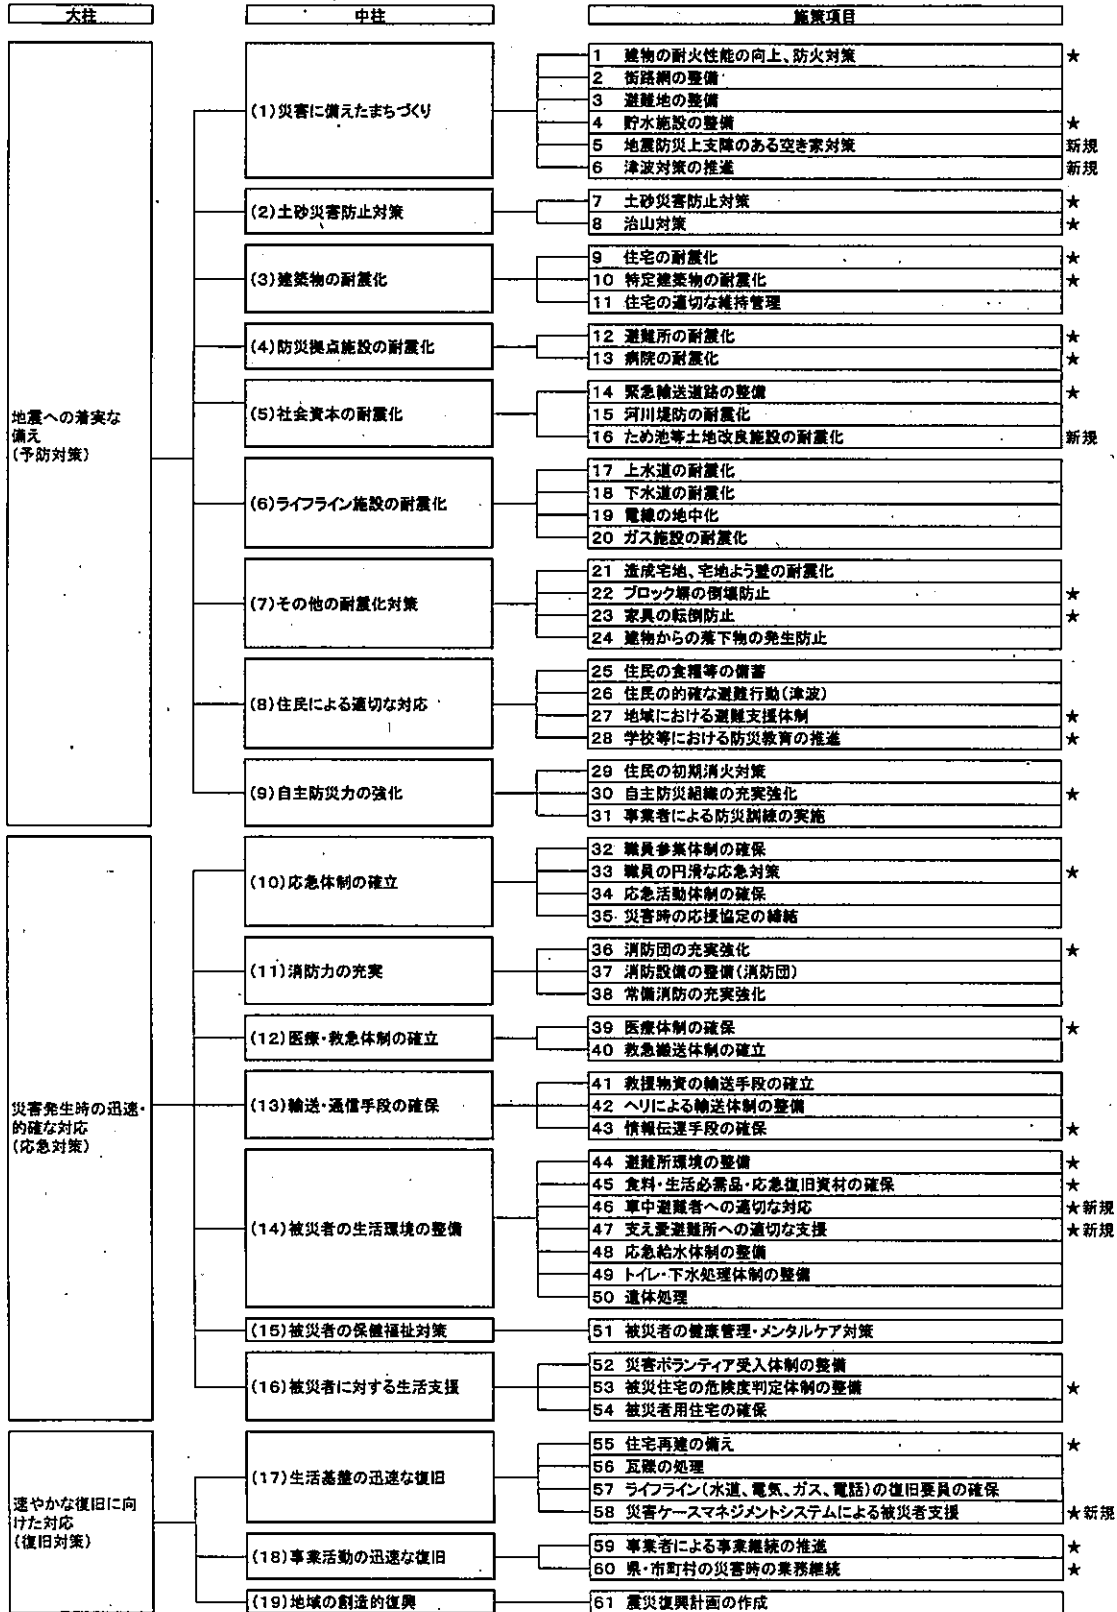 大柱 中柱 施策項目
地震への着実な
備え
(予防対策)
(1)災害に備えたまちづくり
1 建物の耐火性能の向上、防火対策 ★
2 街路網の整備
3 避難地の整備
4 貯水施設の整備 ★
5 地震防災上支障のある空き家対策 新規
6 津波対策の推進 新規
(2)土砂災害防止対策
7 土砂災害防止対策 ★
8 治山対策 ★
(3)建築物の耐震化
9 住宅の耐震化 ★
10 特定建築物の耐震化 ★
11 住宅の適切な維持管理
(4)防災拠点施設の耐震化
12 避難所の耐震化 ★
13 病院の耐震化 ★
(5)社会資本の耐震化
14 緊急輸送道路の整備 ★
15 河川堤防の耐震化
16 ため池等土地改良施設の耐震化 新規
(6)ライフライン施設の耐震化
17 上水道の耐震化
18 下水道の耐震化
19 電線の地中化
20 ガス施設の耐震化
(7)その他の耐震化対策
21 造成宅地、宅地よう壁の耐震化
22 ブロック塀の倒壊防止 ★
23 家具の転倒防止 ★
24 建物からの落下物の発生防止
(8)住民による適切な対応
25 住民の食糧等の備蓄
26 住民の的確な避難行動(津波)
27 地域における避難支援体制 ★
28 学校等における防災教育の推進 ★
(9)自主防災力の強化
29 住民の初期消火対策
30 自主防災組織の充実強化 ★
31 事業者による防災訓練の実施
災害発生時の迅速・
的確な対応
(応急対策)
(10)応急体制の確立
32 職員参集体制の確保
33 職員の円滑な応急対策 ★
34 応急活動体制の確保
35 災害時の応援協定の締結
(11)消防力の充実
36 消防団の充実強化 ★
37 消防設備の整備(消防団)
38 常備消防の充実強化
(12)医療・救急体制の確立
39 医療体制の確保 ★
40 救急搬送体制の確立
(13)輸送・通信手段の確保
41 救援物資の輸送手段の確立
42 ヘリによる輸送体制の整備
43 情報伝達手段の確保 ★
(14)被災者の生活環境の整備
44 避難所環境の整備 ★
45 食料・生活必需品・応急復旧資材の確保 ★
46 車中避難者への適切な対応 ★新規
47 支え愛避難所への適切な支援 ★新規
48 応急給水体制の整備
49 トイレ・下水処理体制の整備
50 遺体処理
(15)被災者の保健福祉対策
51 被災者の健康管理・メンタルケア対策
(16)被災者に対する生活支援
52 災害ボランティア受入体制の整備
53 被災住宅の危険度判定体制の整備 ★
54 被災者用住宅の確保
速やかな復旧に向
けた対応
(復旧対策)
(17)生活基盤の迅速な復旧
55 住宅再建の備え ★
56 瓦礫の処理
57 ライフライン(水道、電気、ガス、電話)の復旧要員の確保
58 災害ケースマネジメントシステムによる被災者支援 ★新規
(18)事業活動の迅速な復旧
59 事業者による事業継続の推進 ★
60 県・市町村の災害時の業務継続 ★
(19)地域の創造的復興
61 震災復興計画の作成